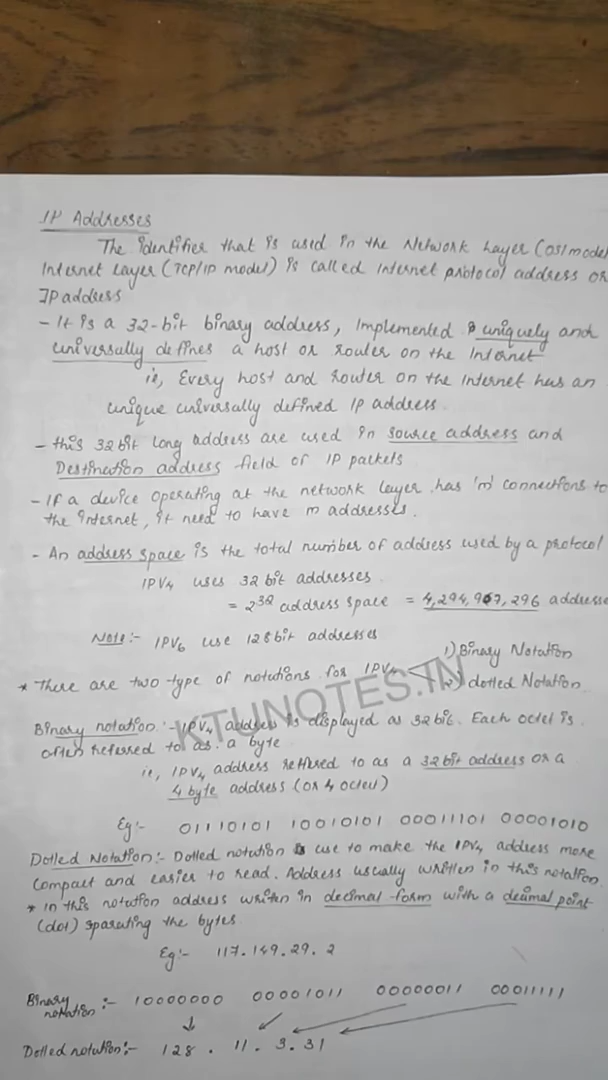 IP Addresses
The identifier that is used in the Network Layer (OSI model
Internet Layer (TCP/IP model) is called internet protocol address or
IP address
- It is a 32-bit binary address, Implemented & uniquely and
universally defines a host or router on the Internet
ie, Every host and router on the Internet has an
unique universally defined IP address.
- this 32 bit long address are used in source address and
Destination address field of IP packets
- If a device operating at the network layer has 'm' connections to
the internet, it need to have m addresses.
- An address space is the total number of address used by a protocol
IPV4 uses 32 bit addresses.
= 2^32 address space = 4,294,967,296 addresse
Note:- IPV6 use 128 bit addresses
* There are two type of notations for IPV4 1) Binary Notation
2) dotted Notation
KTUNOTES.IN
Binary notation:- IPV4 address is displayed as 32 bit. Each octet is
often referred to as a byte
ie, IPV4 address reffered to as a 32 bit address or a
4 byte address (or 4 octet)
Eg:- 01110101 10010101 00011101 00001010
Dotted Notation:- Dotted notation is use to make the IPV4 address more
compact and easier to read. Address usually written in this notation.
* In this notation address written in decimal form with a decimal point
(dot) sparating the bytes.
Eg:- 117.149.29.2
Binary notation:- 10000000 00001011 00000011 00011111
Dotted notation:- 128 . 11 . 3 . 31